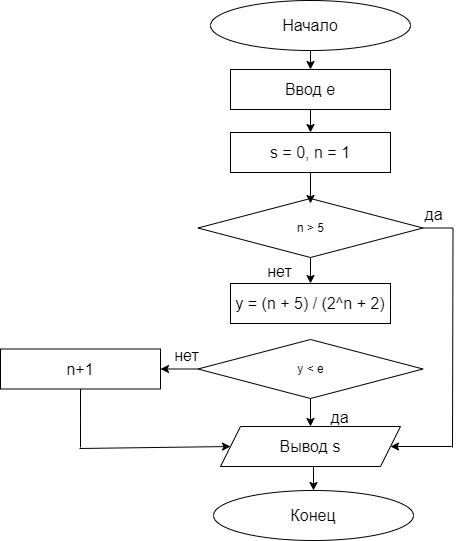 Начало
Ввод e
s = 0, n = 1
n > 5
да
нет
y = (n + 5) / (2^n + 2)
n+1
нет
y < e
да
Вывод s
Конец